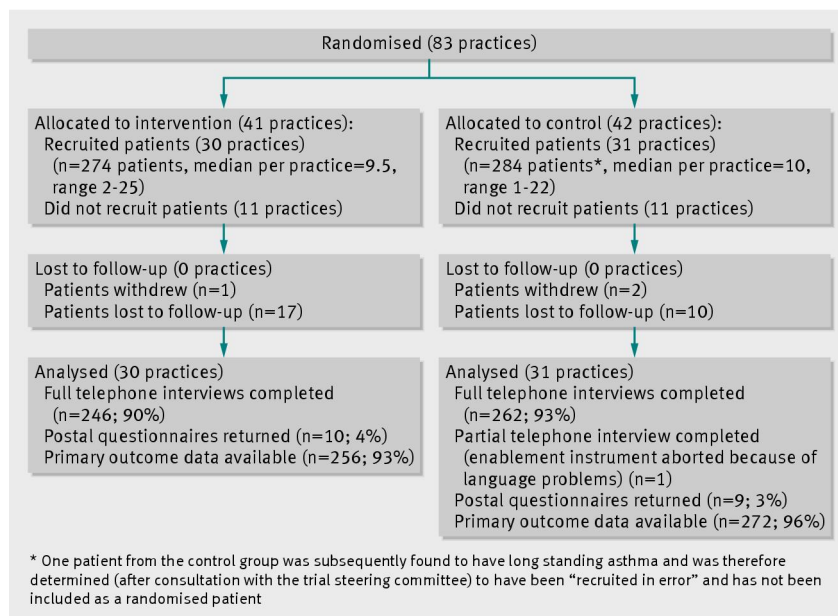 Randomised (83 practices)
Allocated to intervention (41 practices):
Recruited patients (30 practices)
(n=274 patients, median per practice=9.5,
range 2-25)
Did not recruit patients (11 practices)
Allocated to control (42 practices):
Recruited patients (31 practices)
(n=284 patients*, median per practice=10,
range 1-22)
Did not recruit patients (11 practices)
Lost to follow-up (0 practices)
Patients withdrew (n=1)
Patients lost to follow-up (n=17)
Lost to follow-up (0 practices)
Patients withdrew (n=2)
Patients lost to follow-up (n=10)
Analysed (30 practices)
Full telephone interviews completed
(n=246; 90%)
Postal questionnaires returned (n=10; 4%)
Primary outcome data available (n=256; 93%)
Analysed (31 practices)
Full telephone interviews completed
(n=262; 93%)
Partial telephone interview completed
(enablement instrument aborted because of
language problems) (n=1)
Postal questionnaires returned (n=9; 3%)
Primary outcome data available (n=272; 96%)
* One patient from the control group was subsequently found to have long standing asthma and was therefore
determined (after consultation with the trial steering committee) to have been “recruited in error” and has not been
included as a randomised patient